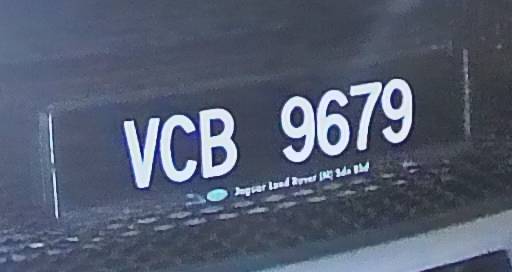 VCB 9679
Jaguar Land Rover (M) Sdn Bhd